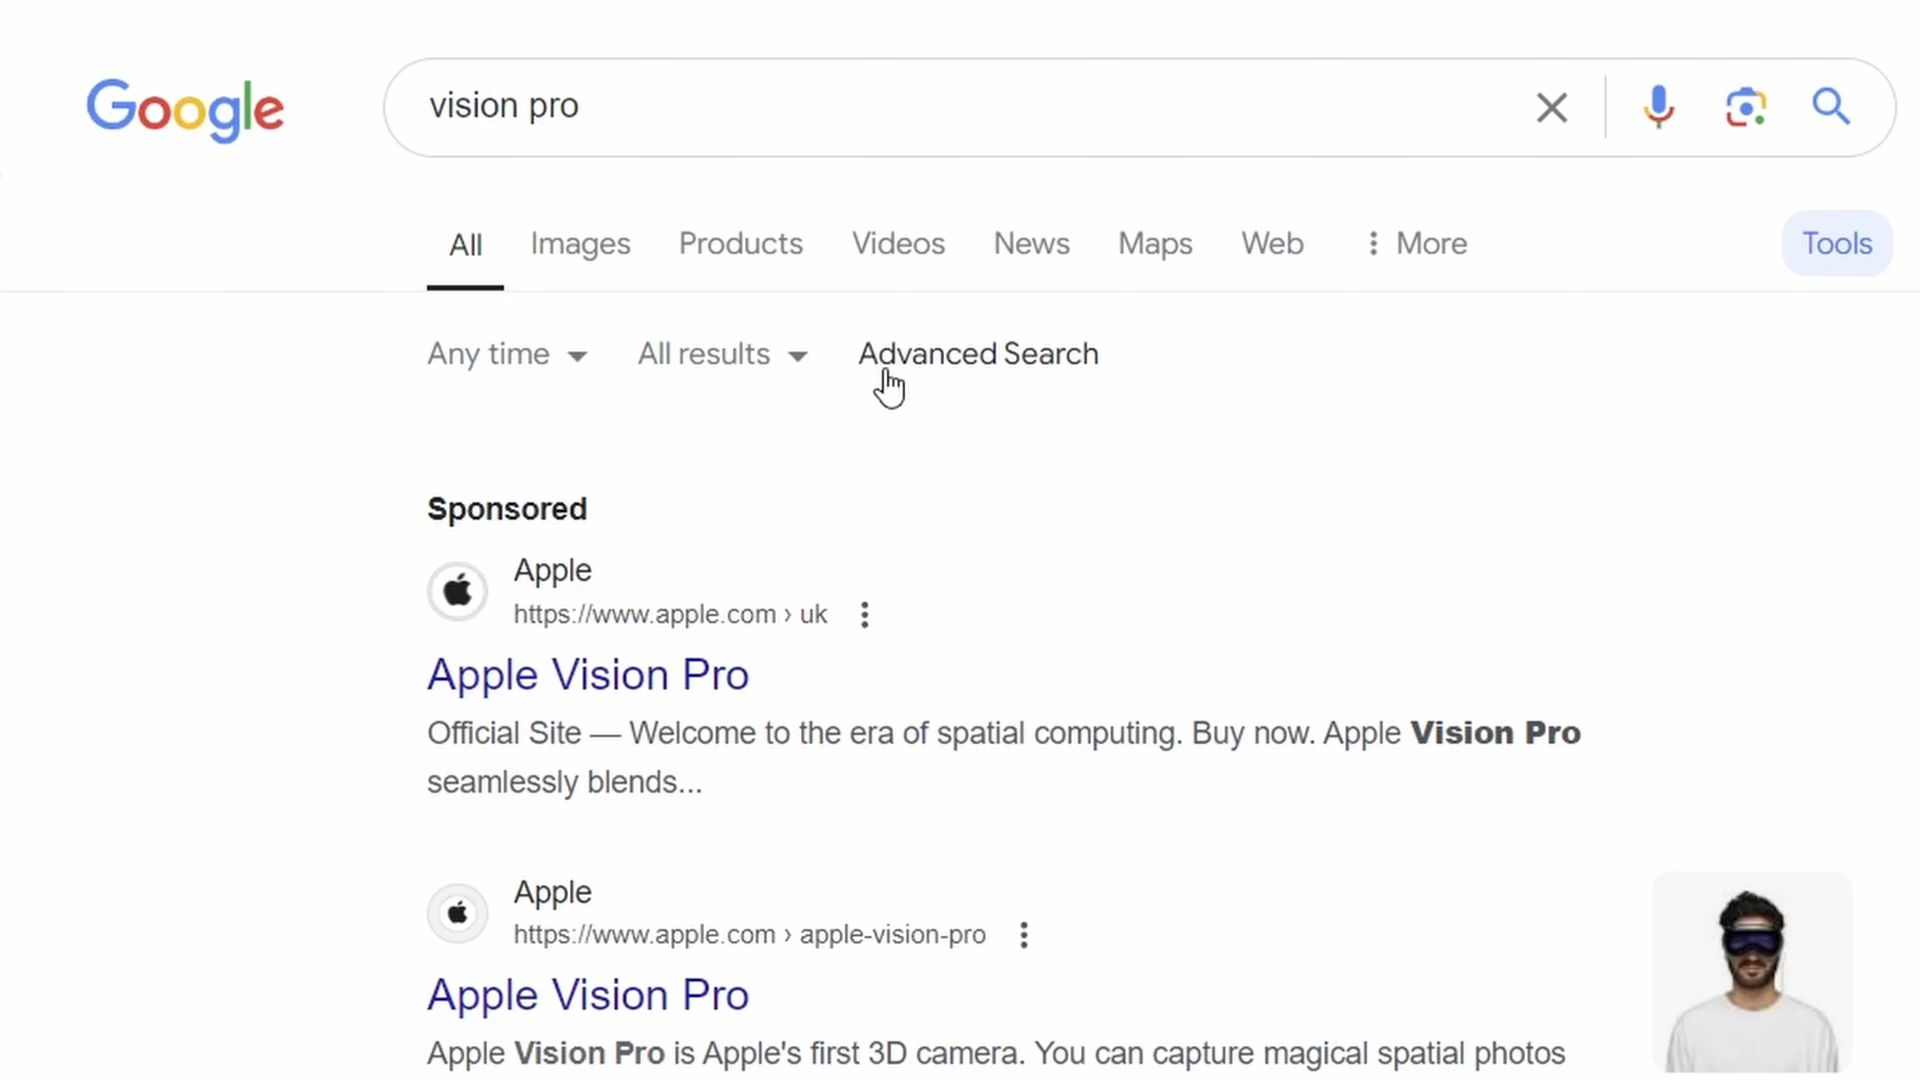 Google
vision pro
All Images Products Videos News Maps Web More Tools
Any time All results Advanced Search
Sponsored
Apple
https://www.apple.com › uk
Apple Vision Pro
Official Site — Welcome to the era of spatial computing. Buy now. Apple Vision Pro
seamlessly blends...
Apple
https://www.apple.com › apple-vision-pro
Apple Vision Pro
Apple Vision Pro is Apple's first 3D camera. You can capture magical spatial photos